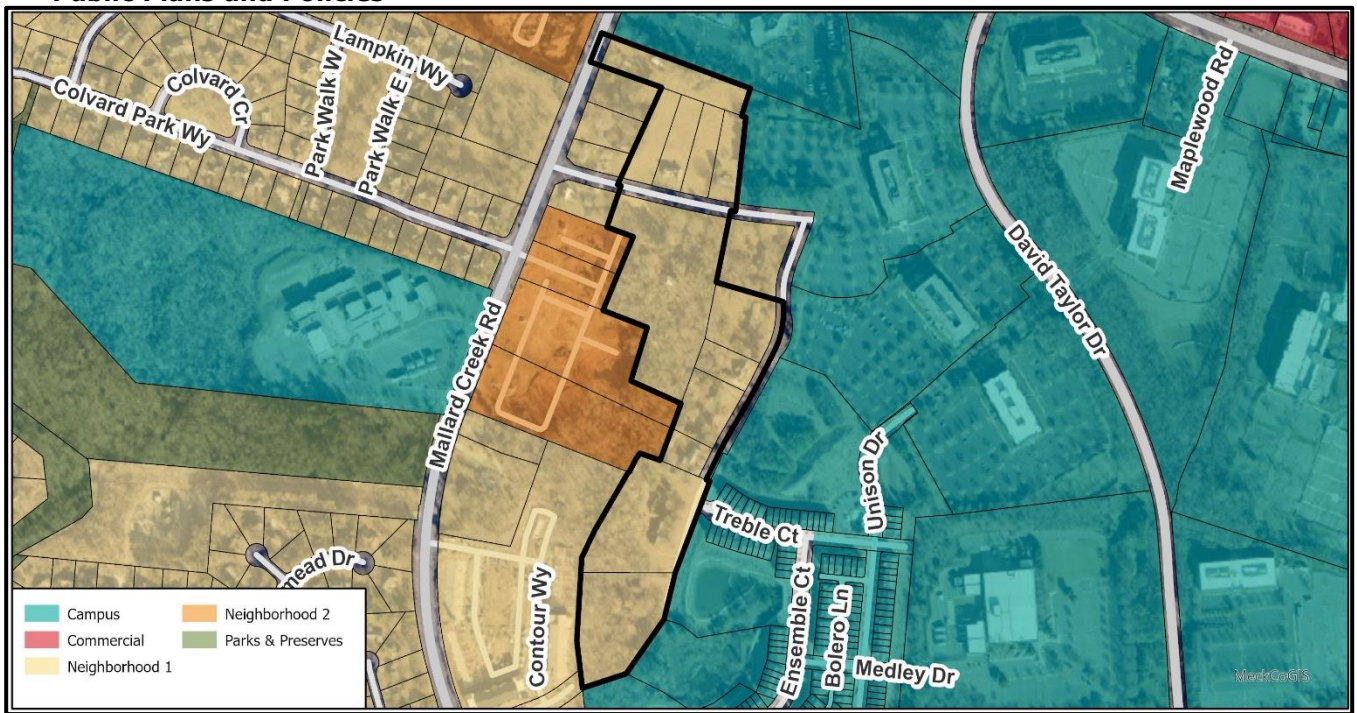 Public Plans and Policies
Lampkin Wy
Colvard Cr
Park Walk W
Park Walk E
Colvard Park Wy
Maplewood Rd
David Taylor Dr
Mallard Creek Rd
Unison Dr
Treble Ct
mead Dr
Contour Wy
Ensemble Ct
Bolero Ln
Medley Dr
Campus
Commercial
Neighborhood 1
Neighborhood 2
Parks & Preserves
MeckCoGIS